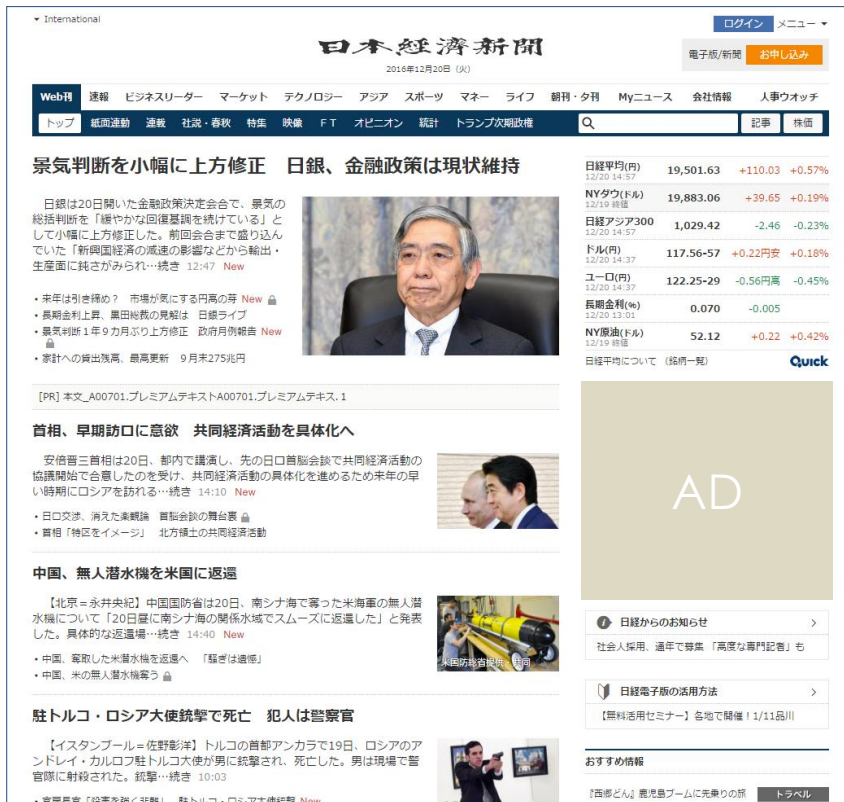 International
ログイン メニュー
日本経済新聞
2016年12月20日（火）
電子版/新聞 お申し込み
Web刊 速報 ビジネスリーダー マーケット テクノロジー アジア スポーツ マネー ライフ 朝刊・夕刊 Myニュース 会社情報 人事ウオッチ
トップ 紙面連動 連載 社説・春秋 特集 映像 ＦＴ オピニオン 統計 トランプ次期政権 記事 株価
景気判断を小幅に上方修正　日銀、金融政策は現状維持
日銀は20日開いた金融政策決定会合で、景気の
総括判断を「緩やかな回復基調を続けている」と
して小幅に上方修正した。前回会合まで盛り込ん
でいた「新興国経済の減速の影響などから輸出・
生産面に鈍さがみられ…続き 12:47 New
・来年は引き締め？　市場が気にする円高の芽 New
・長期金利上昇、黒田総裁の見解は　日銀ライブ
・景気判断１年９カ月ぶり上方修正　政府月例報告 New
・家計への貸出残高、最高更新　９月末275兆円
[PR] 本文_A00701.プレミアムテキストA00701.プレミアムテキス. 1
首相、早期訪ロに意欲　共同経済活動を具体化へ
安倍晋三首相は20日、都内で講演し、先の日ロ首脳会談で共同経済活動の
協議開始で合意したのを受け、共同経済活動の具体化を進めるため来年の早
い時期にロシアを訪れる…続き 14:10 New
・日ロ交渉、消えた楽観論　首脳会談の舞台裏
・首相「特区をイメージ」　北方領土の共同経済活動
中国、無人潜水機を米国に返還
【北京＝永井央紀】中国国防省は20日、南シナ海で奪った米海軍の無人潜
水機について「20日昼に南シナ海の関係水域でスムーズに返還した」と発表
した。具体的な返還場…続き 14:40 New
米国防総省提供・共同
・中国、奪取した米潜水機を返還へ　「騒ぎは遺憾」
・中国、米の無人潜水機奪う
駐トルコ・ロシア大使銃撃で死亡　犯人は警察官
【イスタンブール＝佐野彰洋】トルコの首都アンカラで19日、ロシアのア
ンドレイ・カルロフ駐トルコ大使が男に銃撃され、死亡した。男は現場で警
官隊に射殺された。銃撃…続き 10:03
日経平均(円) 19,501.63 +110.03 +0.57%
12/20 14:57
NYダウ(ドル) 19,883.06 +39.65 +0.19%
12/19 終値
日経アジア300 1,029.42 -2.46 -0.23%
12/20 14:57
ドル(円) 117.56-57 +0.22円安 +0.18%
12/20 14:37
ユーロ(円) 122.25-29 -0.56円高 -0.45%
12/20 14:37
長期金利(%) 0.070 -0.005
12/20 13:01
NY原油(ドル) 52.12 +0.22 +0.42%
12/19 終値
日経平均について （銘柄一覧） QUICK
AD
日経からのお知らせ
社会人採用、通年で募集 「高度な専門記者」も
日経電子版の活用方法
【無料活用セミナー】各地で開催！1/11品川
おすすめ情報
『西郷どん』鹿児島ブームに先乗りの旅 トラベル